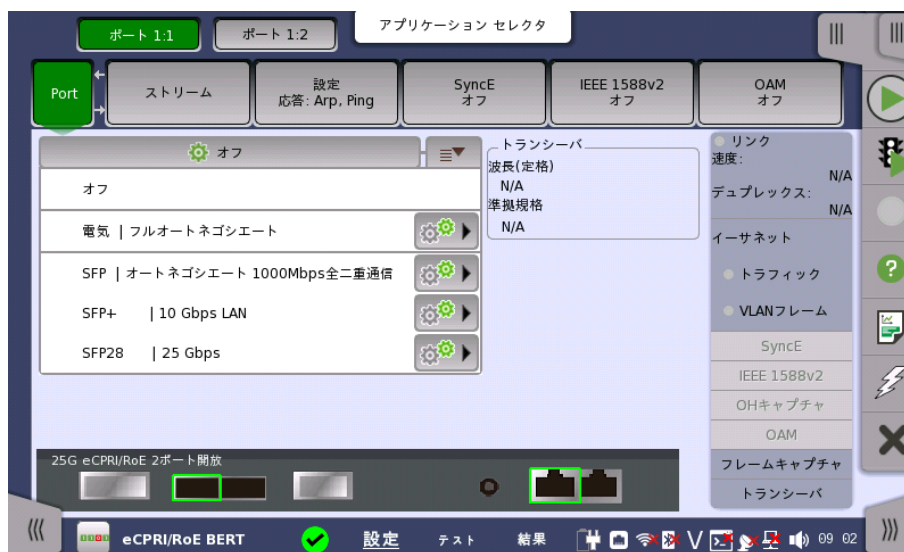 アプリケーション セレクタ
ポート 1:1
ポート 1:2
Port
ストリーム
設定
応答: Arp, Ping
SyncE
オフ
IEEE 1588v2
オフ
OAM
オフ
オフ
オフ
電気 | フルオートネゴシエート
SFP | オートネゴシエート 1000Mbps全二重通信
SFP+ | 10 Gbps LAN
SFP28 | 25 Gbps
トランシーバ
波長(定格)
N/A
準拠規格
N/A
リンク
速度:
N/A
デュプレックス:
N/A
イーサネット
トラフィック
VLANフレーム
SyncE
IEEE 1588v2
OHキャプチャ
OAM
フレームキャプチャ
トランシーバ
25G eCPRI/RoE 2ポート開放
eCPRI/RoE BERT
設定
テスト
結果
09 02